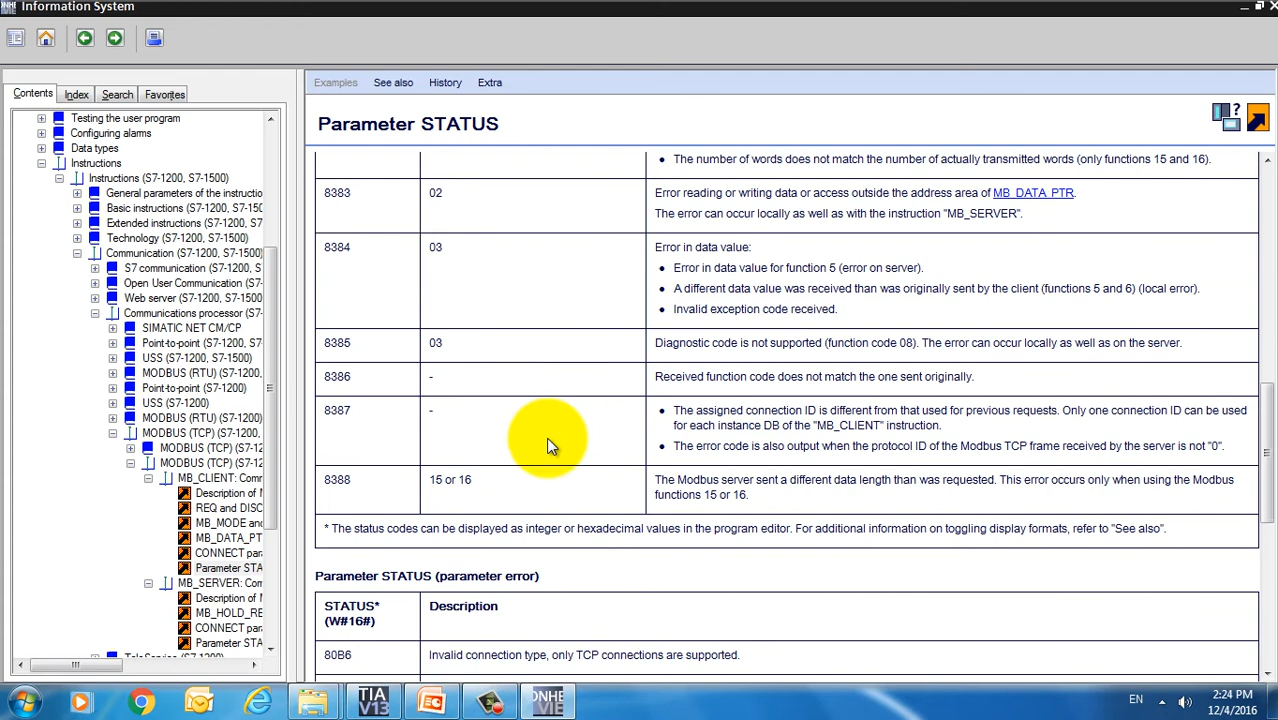 Information System
Contents
Index
Search
Favorites
Testing the user program
Configuring alarms
Data types
Instructions
Instructions (S7-1200, S7-1500)
General parameters of the instructio
Basic instructions (S7-1200, S7-150
Extended instructions (S7-1200, S7-
Technology (S7-1200, S7-1500)
Communication (S7-1200, S7-1500)
S7 communication (S7-1200, S7-
Open User Communication (S7-12
Web server (S7-1200, S7-1500)
Communications processor (S7-
SIMATIC NET CM/CP
Point-to-point (S7-1200, S7-
USS (S7-1200, S7-1500)
MODBUS (RTU) (S7-1200, S7-
Point-to-point (S7-1200)
USS (S7-1200)
MODBUS (RTU) (S7-1200)
MODBUS (TCP) (S7-1200,
MODBUS (TCP) (S7-12
MODBUS (TCP) (S7-12
MB_CLIENT: Com
Description of M
REQ and DISC
MB_MODE and
MB_DATA_PT
CONNECT para
Parameter STA
MB_SERVER: Com
Description of M
MB_HOLD_RE
CONNECT para
Parameter STA
TeleService (S7-1200)
Examples See also History Extra
Parameter STATUS
• The number of words does not match the number of actually transmitted words (only functions 15 and 16).
8383 02 Error reading or writing data or access outside the address area of MB_DATA_PTR.
The error can occur locally as well as with the instruction "MB_SERVER".
8384 03 Error in data value:
• Error in data value for function 5 (error on server).
• A different data value was received than was originally sent by the client (functions 5 and 6) (local error).
• Invalid exception code received.
8385 03 Diagnostic code is not supported (function code 08). The error can occur locally as well as on the server.
8386 - Received function code does not match the one sent originally.
8387 - • The assigned connection ID is different from that used for previous requests. Only one connection ID can be used
for each instance DB of the "MB_CLIENT" instruction.
• The error code is also output when the protocol ID of the Modbus TCP frame received by the server is not "0".
8388 15 or 16 The Modbus server sent a different data length than was requested. This error occurs only when using the Modbus
functions 15 or 16.
* The status codes can be displayed as integer or hexadecimal values in the program editor. For additional information on toggling display formats, refer to "See also".
Parameter STATUS (parameter error)
STATUS* Description
(W#16#)
80B6 Invalid connection type, only TCP connections are supported.
TIA
V13
EN
2:24 PM
12/4/2016